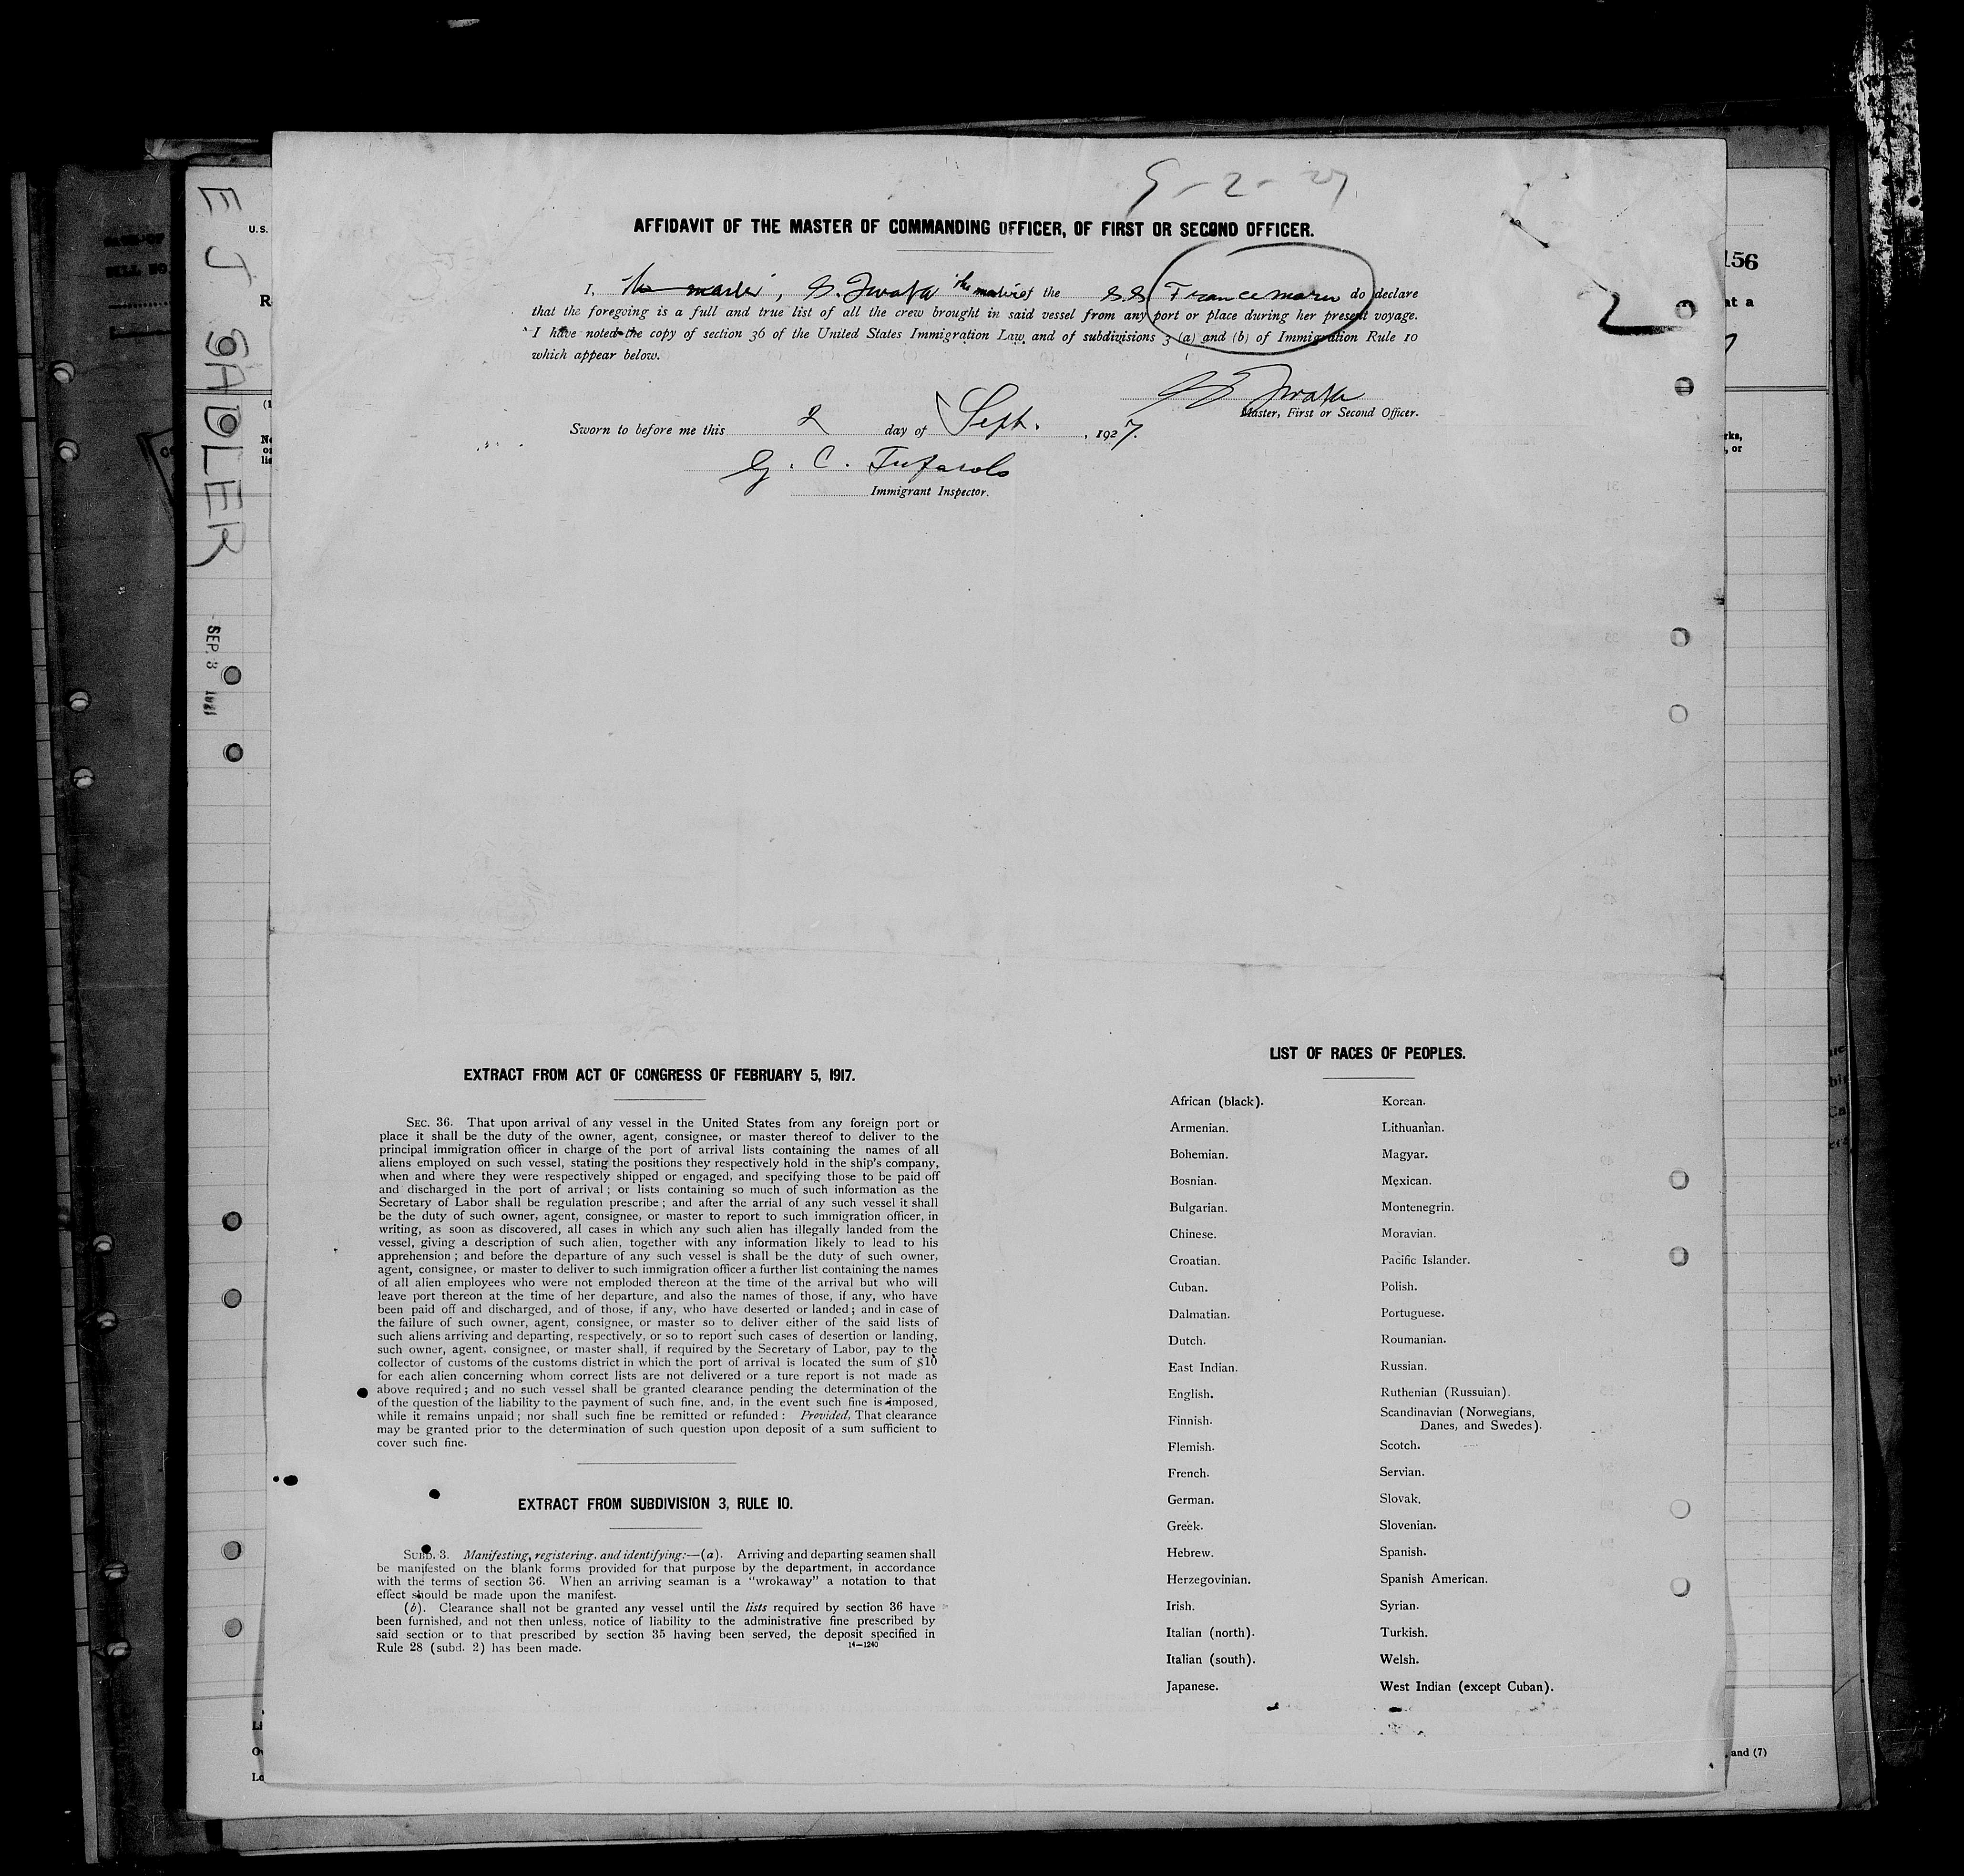 9-2-27
AFFIDAVIT OF THE MASTER OF COMMANDING OFFICER, OF FIRST OR SECOND OFFICER.
I, the master, S. Iwata the master of the S.S. France maru do declare
that the foregoing is a full and true list of all the crew brought in said vessel from any port or place during her present voyage.
I have noted the copy of section 36 of the United States Immigration Law, and of subdivisions 3 (a) and (b) of Immigration Rule 10
which appear below.
2
S. Iwata
Master, First or Second Officer.
Sworn to before me this 2 day of Sept. , 1927.
G. C.
Immigrant Inspector.
EXTRACT FROM ACT OF CONGRESS OF FEBRUARY 5, 1917.
SEC. 36. That upon arrival of any vessel in the United States from any foreign port or
place it shall be the duty of the owner, agent, consignee, or master thereof to deliver to the
principal immigration officer in charge of the port of arrival lists containing the names of all
aliens employed on such vessel, stating the positions they respectively hold in the ship's company,
when and where they were respectively shipped or engaged, and specifying those to be paid off
and discharged in the port of arrival; or lists containing so much of such information as the
Secretary of Labor shall be regulation prescribe; and after the arrial of any such vessel it shall
be the duty of such owner, agent, consignee, or master to report to such immigration officer, in
writing, as soon as discovered, all cases in which any such alien has illegally landed from the
vessel, giving a description of such alien, together with any information likely to lead to his
apprehension; and before the departure of any such vessel is shall be the duty of such owner,
agent, consignee, or master to deliver to such immigration officer a further list containing the names
of all alien employees who were not emploded thereon at the time of the arrival but who will
leave port thereon at the time of her departure, and also the names of those, if any, who have
been paid off and discharged, and of those, if any, who have deserted or landed; and in case of
the failure of such owner, agent, consignee, or master so to deliver either of the said lists of
such aliens arriving and departing, respectively, or so to report such cases of desertion or landing,
such owner, agent, consignee, or master shall, if required by the Secretary of Labor, pay to the
collector of customs of the customs district in which the port of arrival is located the sum of $10
for each alien concerning whom correct lists are not delivered or a ture report is not made as
above required; and no such vessel shall be granted clearance pending the determination of the
of the question of the liability to the payment of such fine, and, in the event such fine is imposed,
while it remains unpaid; nor shall such fine be remitted or refunded: Provided, That clearance
may be granted prior to the determination of such question upon deposit of a sum sufficient to
cover such fine.
EXTRACT FROM SUBDIVISION 3, RULE 10.
SUBD. 3. Manifesting, registering, and identifying:—(a). Arriving and departing seamen shall
be manifested on the blank forms provided for that purpose by the department, in accordance
with the terms of section 36. When an arriving seaman is a "wrokaway" a notation to that
effect should be made upon the manifest.
(b). Clearance shall not be granted any vessel until the lists required by section 36 have
been furnished, and not then unless, notice of liability to the administrative fine prescribed by
said section or to that prescribed by section 35 having been served, the deposit specified in
Rule 28 (subd. 2) has been made. 14—1240
LIST OF RACES OF PEOPLES.
African (black). Korean.
Armenian. Lithuanian.
Bohemian. Magyar.
Bosnian. Mexican.
Bulgarian. Montenegrin.
Chinese. Moravian.
Croatian. Pacific Islander.
Cuban. Polish.
Dalmatian. Portuguese.
Dutch. Roumanian.
East Indian. Russian.
English. Ruthenian (Russuian).
Finnish. Scandinavian (Norwegians,
Danes, and Swedes).
Flemish. Scotch.
French. Servian.
German. Slovak.
Greek. Slovenian.
Hebrew. Spanish.
Herzegovinian. Spanish American.
Irish. Syrian.
Italian (north). Turkish.
Italian (south). Welsh.
Japanese. West Indian (except Cuban).
E J SADLER
SEP 3
U.S.
156
at a
rks,
, or
, and (7)